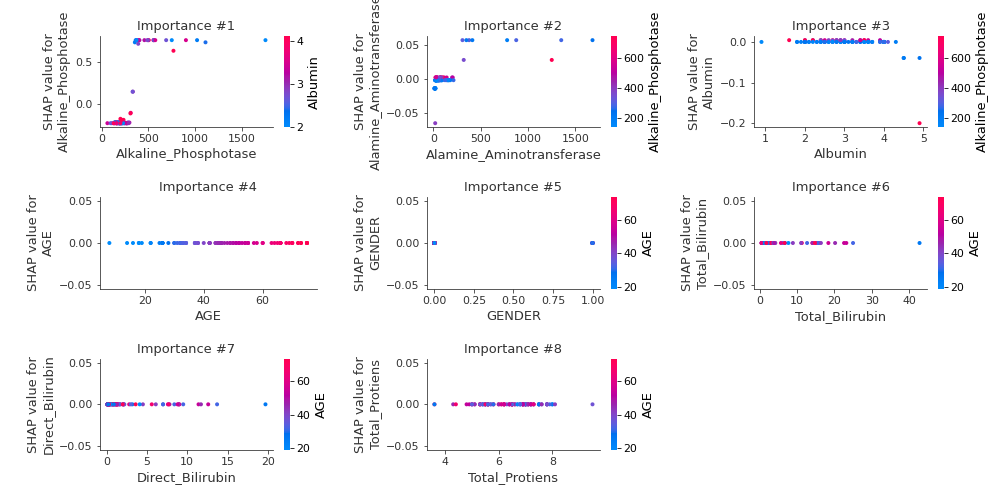 Importance #1
SHAP value for
Alkaline_Phosphotase
0.5
0.0
0
500
1000
1500
Alkaline_Phosphotase
4
3
2
Albumin
Importance #2
SHAP value for
Alamine_Aminotransferase
0.05
0.00
−0.05
0
500
1000
1500
Alamine_Aminotransferase
600
400
200
Alkaline_Phosphotase
Importance #3
SHAP value for
Albumin
0.0
−0.1
−0.2
1
2
3
4
5
Albumin
600
400
200
Alkaline_Phosphotase
Importance #4
SHAP value for
AGE
0.05
0.00
−0.05
20
40
60
AGE
Importance #5
SHAP value for
GENDER
0.05
0.00
−0.05
0.00
0.25
0.50
0.75
1.00
GENDER
60
40
20
AGE
Importance #6
SHAP value for
Total_Bilirubin
0.05
0.00
−0.05
0
10
20
30
40
Total_Bilirubin
60
40
20
AGE
Importance #7
SHAP value for
Direct_Bilirubin
0.05
0.00
−0.05
0
5
10
15
20
Direct_Bilirubin
60
40
20
AGE
Importance #8
SHAP value for
Total_Protiens
0.05
0.00
−0.05
4
6
8
Total_Protiens
60
40
20
AGE